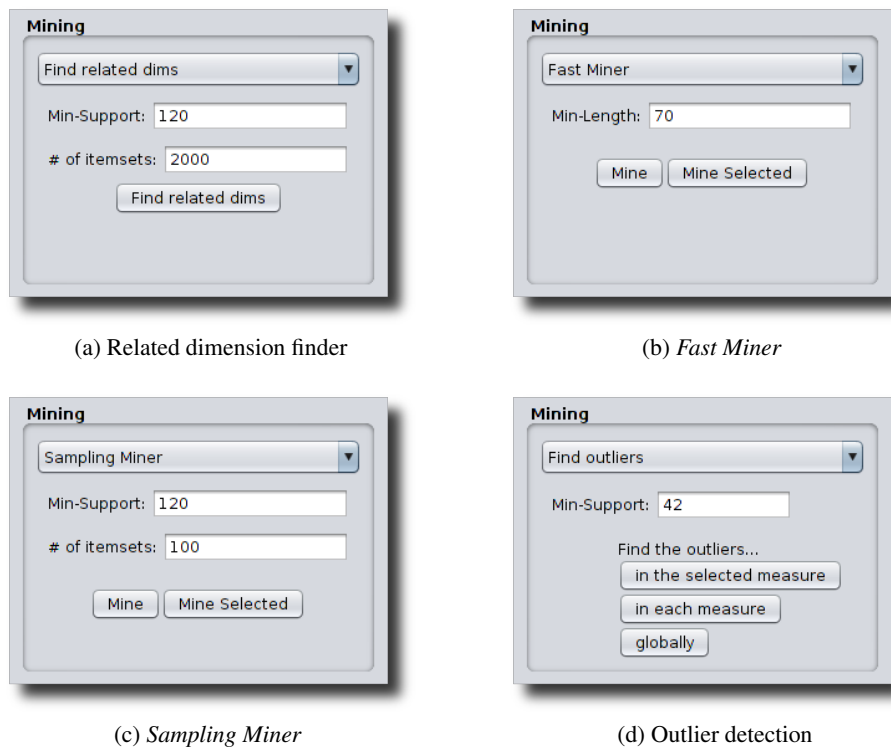 Mining
Find related dims
Min-Support: 120
# of itemsets: 2000
Find related dims
(a) Related dimension finder
Mining
Fast Miner
Min-Length: 70
Mine Mine Selected
(b) Fast Miner
Mining
Sampling Miner
Min-Support: 120
# of itemsets: 100
Mine Mine Selected
(c) Sampling Miner
Mining
Find outliers
Min-Support: 42
Find the outliers...
in the selected measure
in each measure
globally
(d) Outlier detection